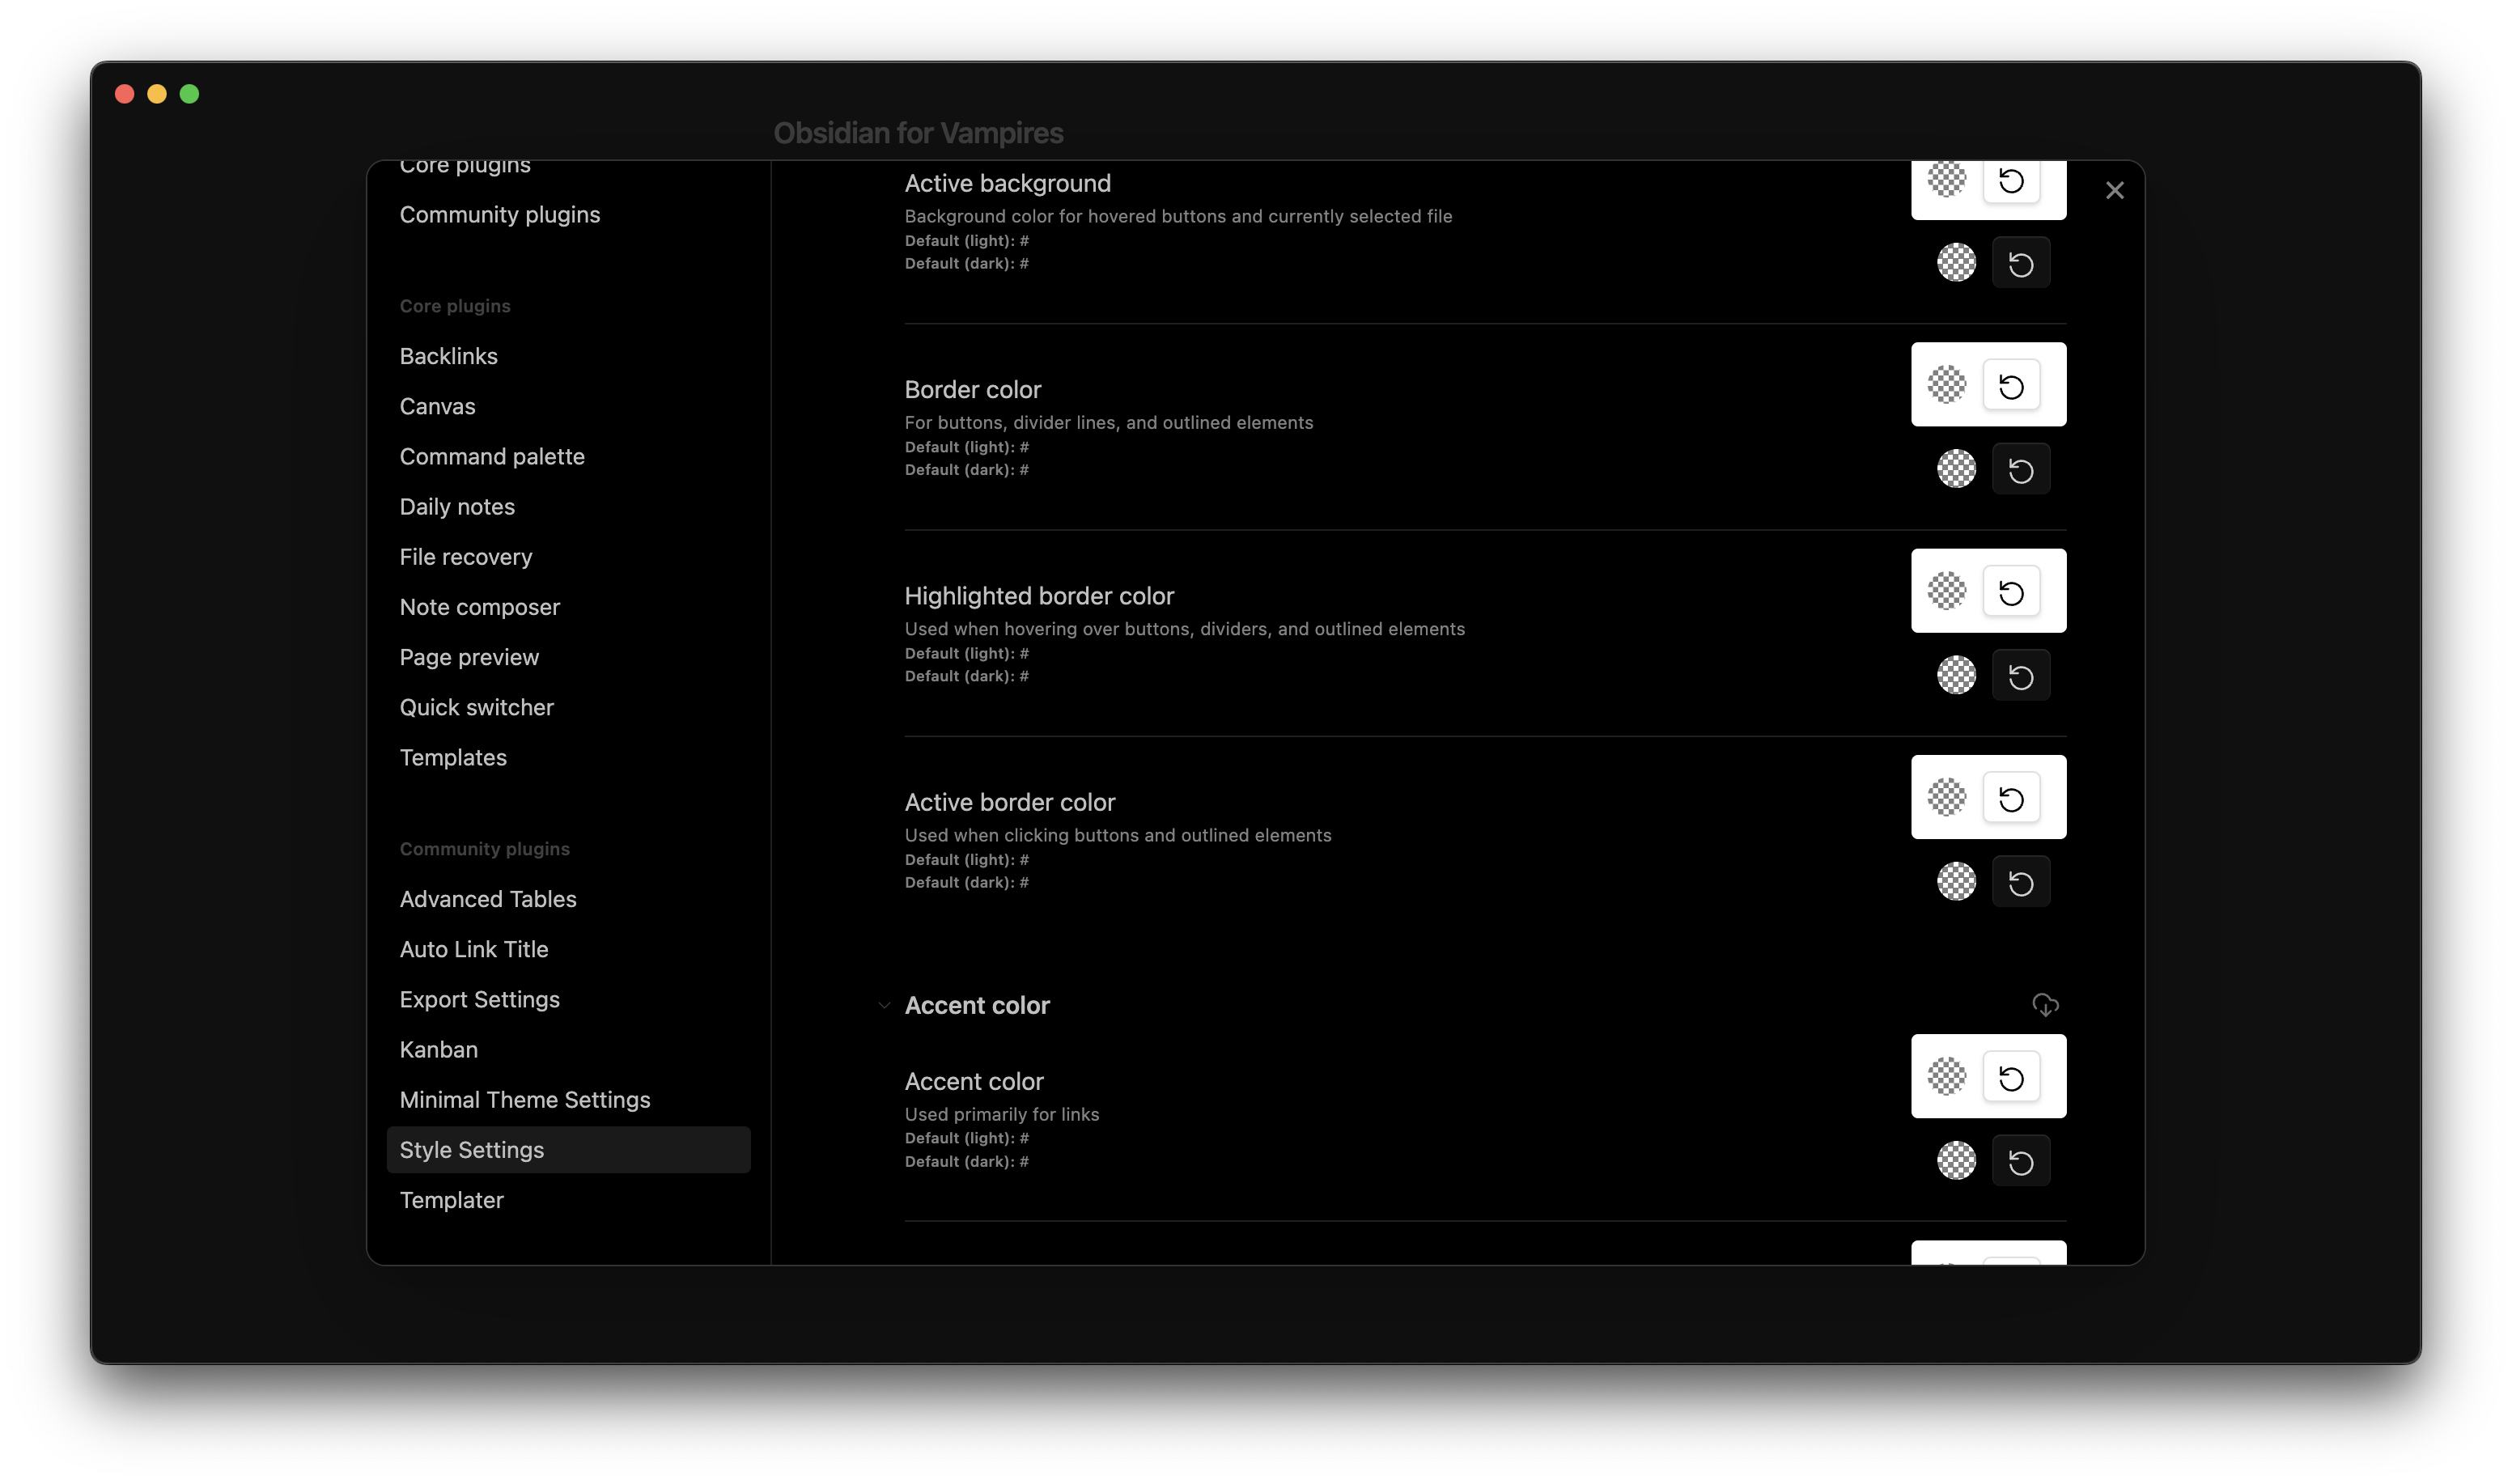 Obsidian for Vampires
Core plugins
Community plugins
Core plugins
Backlinks
Canvas
Command palette
Daily notes
File recovery
Note composer
Page preview
Quick switcher
Templates
Community plugins
Advanced Tables
Auto Link Title
Export Settings
Kanban
Minimal Theme Settings
Style Settings
Templater
Active background
Background color for hovered buttons and currently selected file
Default (light): #
Default (dark): #
Border color
For buttons, divider lines, and outlined elements
Default (light): #
Default (dark): #
Highlighted border color
Used when hovering over buttons, dividers, and outlined elements
Default (light): #
Default (dark): #
Active border color
Used when clicking buttons and outlined elements
Default (light): #
Default (dark): #
Accent color
Accent color
Used primarily for links
Default (light): #
Default (dark): #